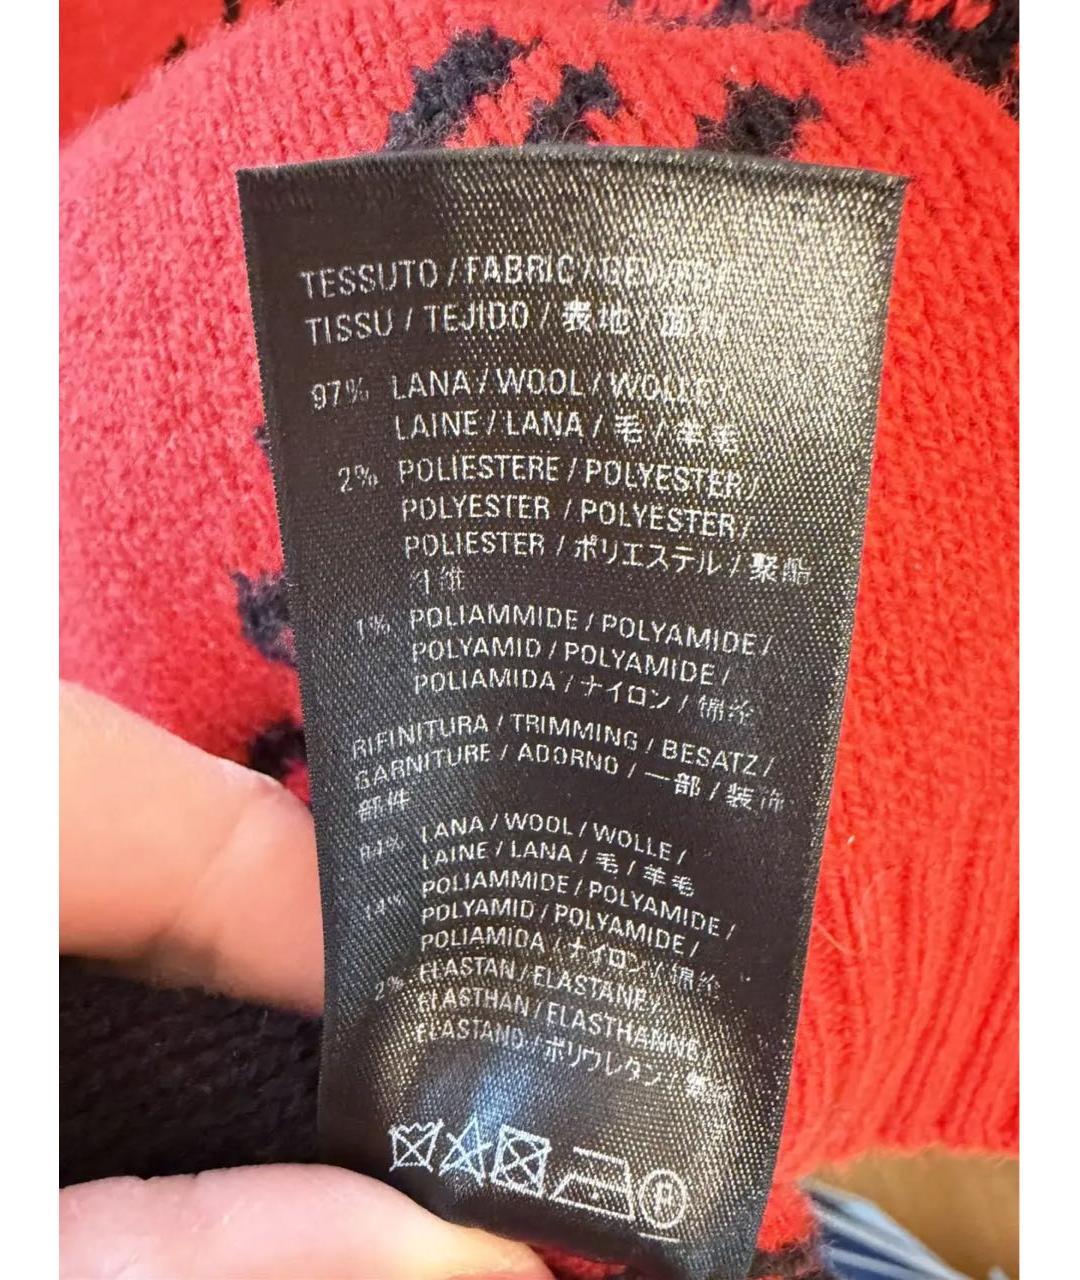 TESSUTO / FABRIC / GEWEBE /
TISSU / TEJIDO / 表地 /
97% LANA / WOOL / WOLLE /
LAINE / LANA / 毛 / 羊毛
2% POLIESTERE / POLYESTER /
POLYESTER / POLYESTER /
POLIESTER / ポリエステル / 聚酯
纤维
1% POLIAMMIDE / POLYAMIDE /
POLYAMID / POLYAMIDE /
POLIAMIDA / ナイロン / 锦纶
RIFINITURA / TRIMMING / BESATZ /
GARNITURE / ADORNO / 一部 / 装饰
部件
84% LANA / WOOL / WOLLE /
LAINE / LANA / 毛 / 羊毛
14% POLIAMMIDE / POLYAMIDE /
POLYAMID / POLYAMIDE /
POLIAMIDA / ナイロン / 锦纶
2% ELASTAN / ELASTANE /
ELASTHAN / ELASTHANNE /
ELASTANO / ポリウレタン /
P